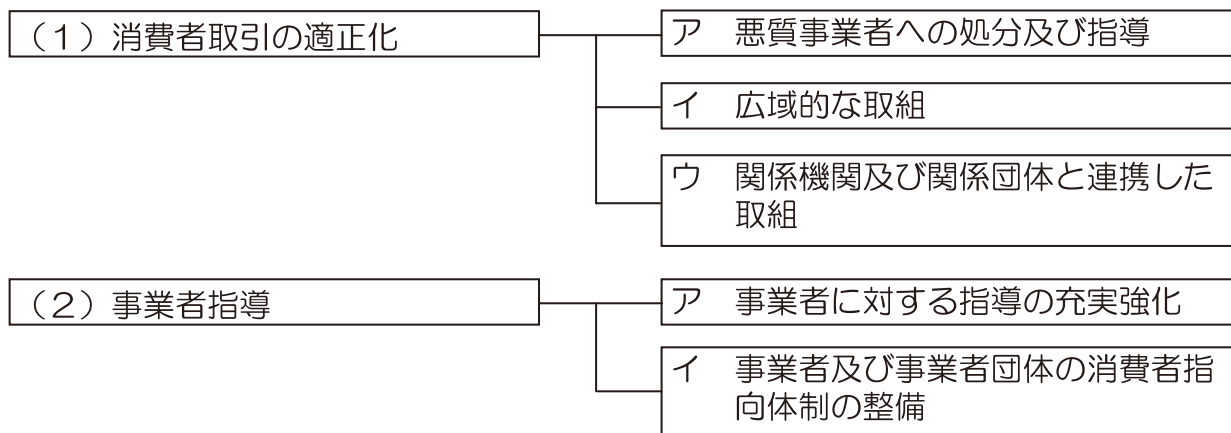 （1）消費者取引の適正化
ア　悪質事業者への処分及び指導
イ　広域的な取組
ウ　関係機関及び関係団体と連携した
取組
（2）事業者指導
ア　事業者に対する指導の充実強化
イ　事業者及び事業者団体の消費者指
向体制の整備